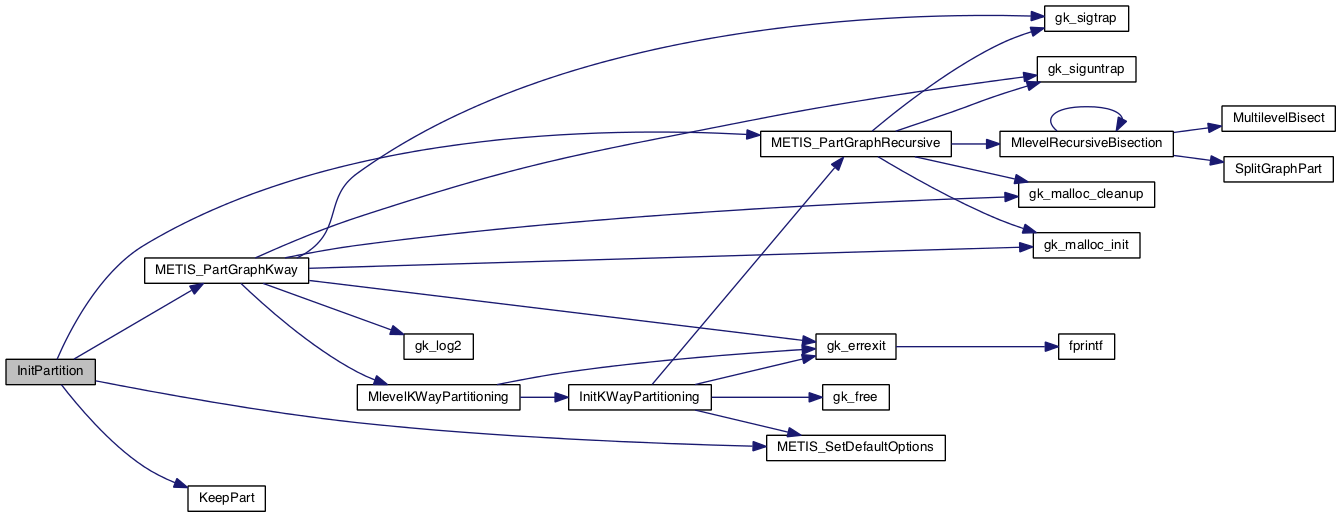 gk_sigtrap
gk_siguntrap
MultilevelBisect
METIS_PartGraphRecursive
MlevelRecursiveBisection
SplitGraphPart
gk_malloc_cleanup
gk_malloc_init
METIS_PartGraphKway
gk_log2
gk_errexit
fprintf
InitPartition
MlevelKWayPartitioning
InitKWayPartitioning
gk_free
METIS_SetDefaultOptions
KeepPart